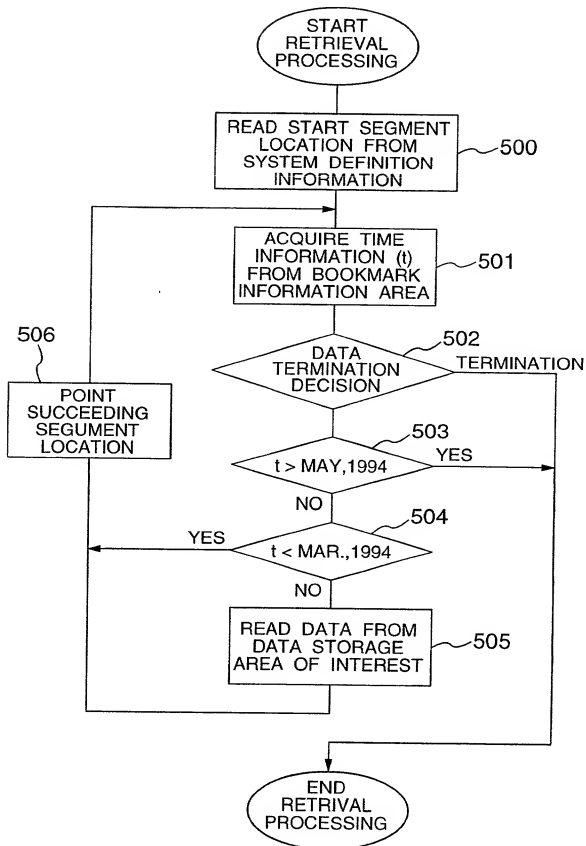 START
RETRIEVAL
PROCESSING
READ START SEGMENT
LOCATION FROM
SYSTEM DEFINITION
INFORMATION
500
ACQUIRE TIME
INFORMATION (t)
FROM BOOKMARK
INFORMATION AREA
501
DATA
TERMINATION
DECISION
502
TERMINATION
506
POINT
SUCCEEDING
SEGUMENT
LOCATION
503
t > MAY,1994
YES
NO
504
YES
t < MAR.,1994
NO
READ DATA FROM
DATA STORAGE
AREA OF INTEREST
505
END
RETRIVAL
PROCESSING